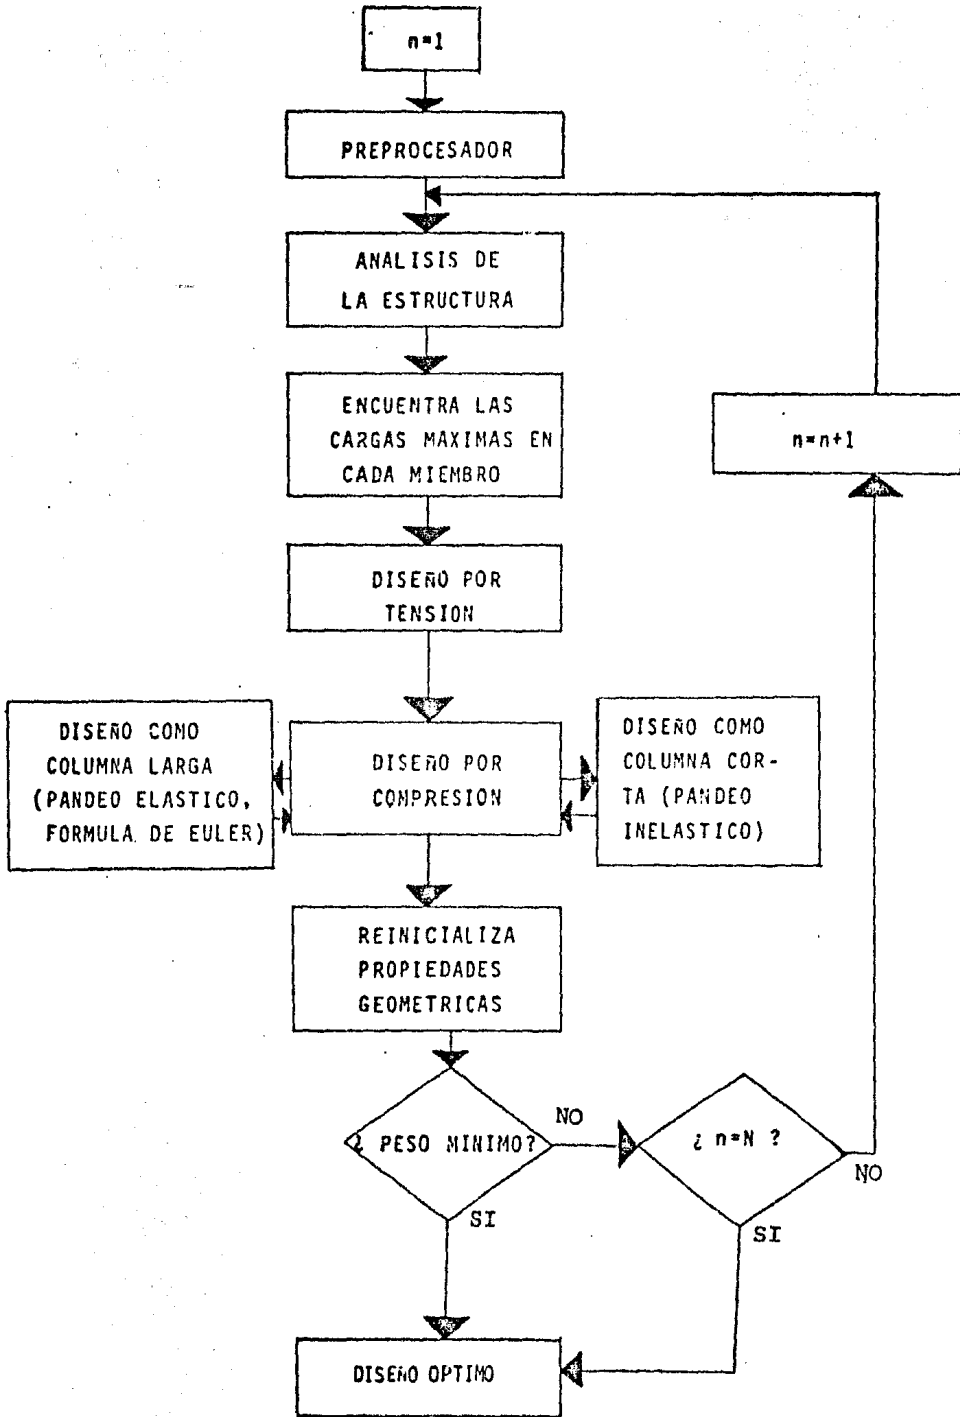 n=1
PREPROCESADOR
ANALISIS DE
LA ESTRUCTURA
ENCUENTRA LAS
CARGAS MAXIMAS EN
CADA MIEMBRO
n=n+1
DISEÑO POR
TENSION
DISEÑO COMO
COLUMNA LARGA
(PANDEO ELASTICO,
FORMULA DE EULER)
DISEÑO POR
COMPRESION
DISEÑO COMO
COLUMNA COR-
TA (PANDEO
INELASTICO)
REINICIALIZA
PROPIEDADES
GEOMETRICAS
¿ PESO MINIMO?
NO
¿ n=N ?
NO
SI
SI
DISEÑO OPTIMO